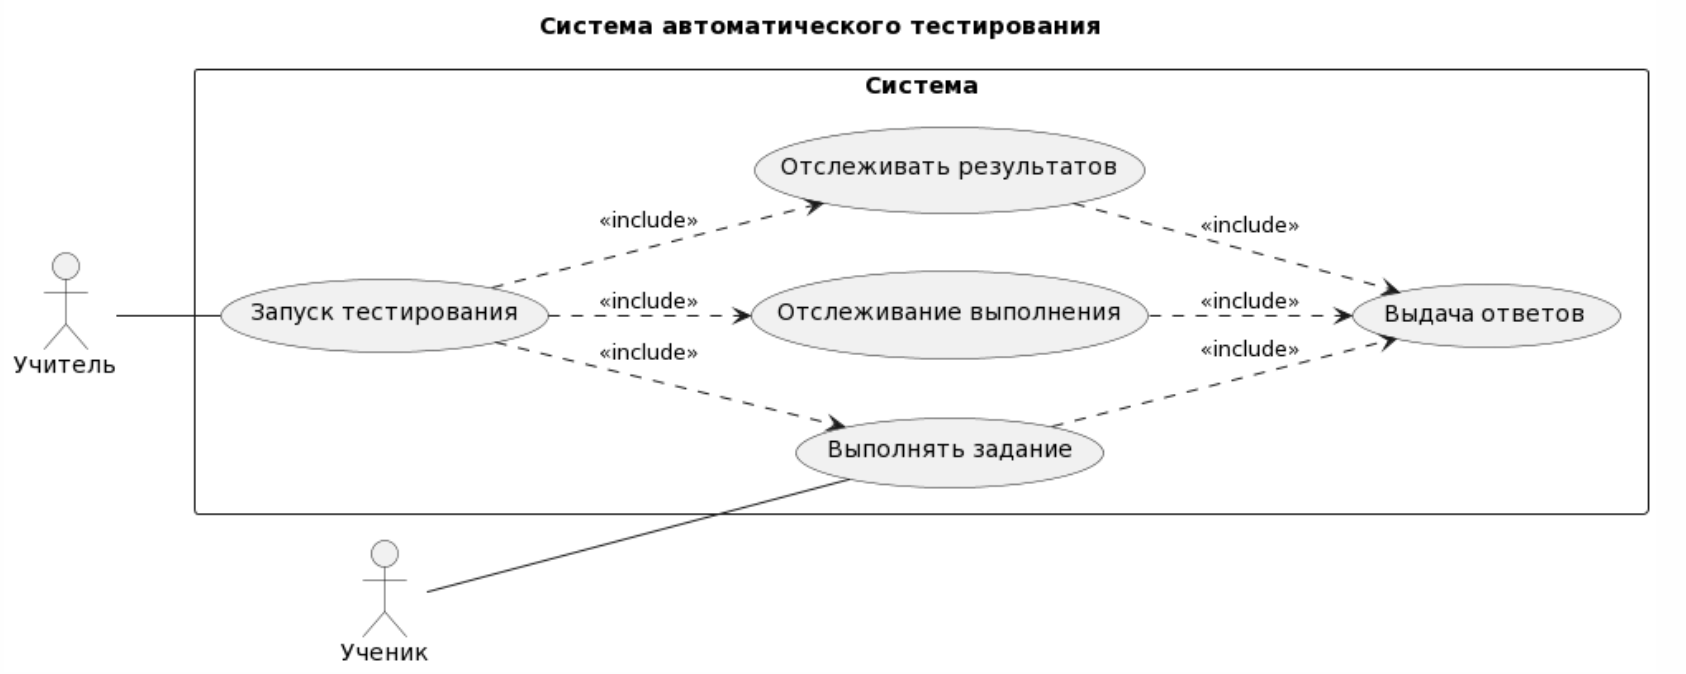 Система автоматического тестирования
Система
Отслеживать результатов
«include»
«include»
Запуск тестирования
«include»
Отслеживание выполнения
«include»
Выдача ответов
«include»
«include»
Учитель
Выполнять задание
Ученик